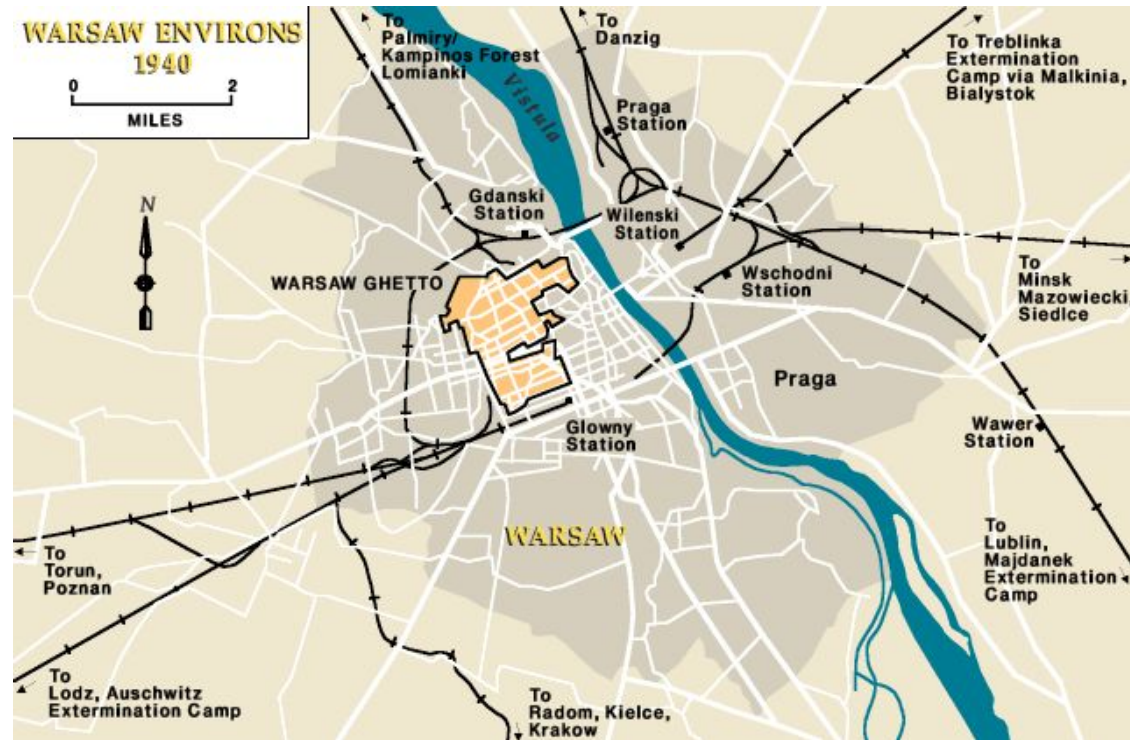 WARSAW ENVIRONS
1940
0 2
MILES
To
Palmiry/
Kampinos Forest
Lomianki
To
Danzig
To Treblinka
Extermination
Camp via Malkinia,
Bialystok
Vistula
Praga
Station
N
Gdanski
Station
Wilenski
Station
WARSAW GHETTO
Wschodni
Station
To
Minsk
Mazowiecki,
Siedlce
Praga
Glowny
Station
Wawer
Station
WARSAW
To
Torun,
Poznan
To
Lublin,
Majdanek
Extermination
Camp
To
Lodz, Auschwitz
Extermination Camp
To
Radom, Kielce,
Krakow